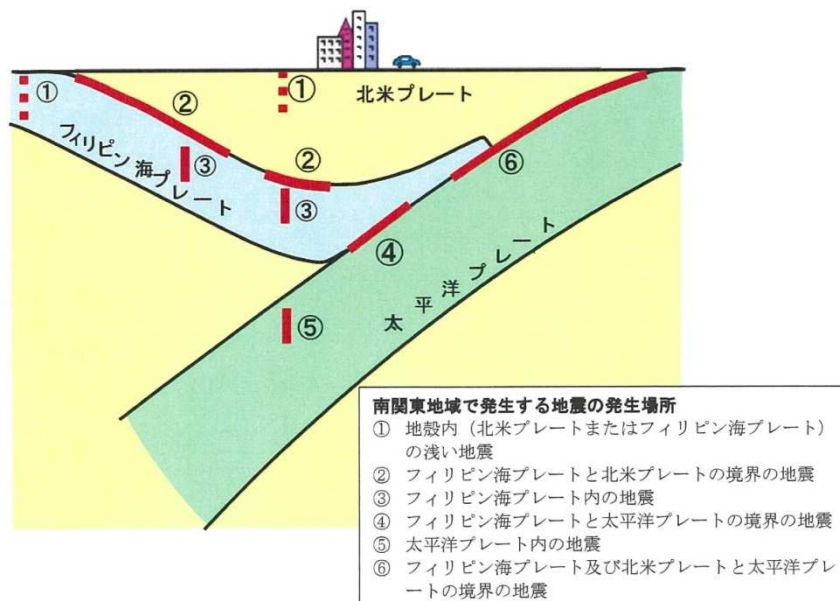 ①
②
①
北米プレート
フィリピン海プレート
③
②
③
⑥
④
太平洋プレート
⑤
南関東地域で発生する地震の発生場所
① 地殻内（北米プレートまたはフィリピン海プレート）
の浅い地震
② フィリピン海プレートと北米プレートの境界の地震
③ フィリピン海プレート内の地震
④ フィリピン海プレートと太平洋プレートの境界の地震
⑤ 太平洋プレート内の地震
⑥ フィリピン海プレート及び北米プレートと太平洋プレ
ートの境界の地震